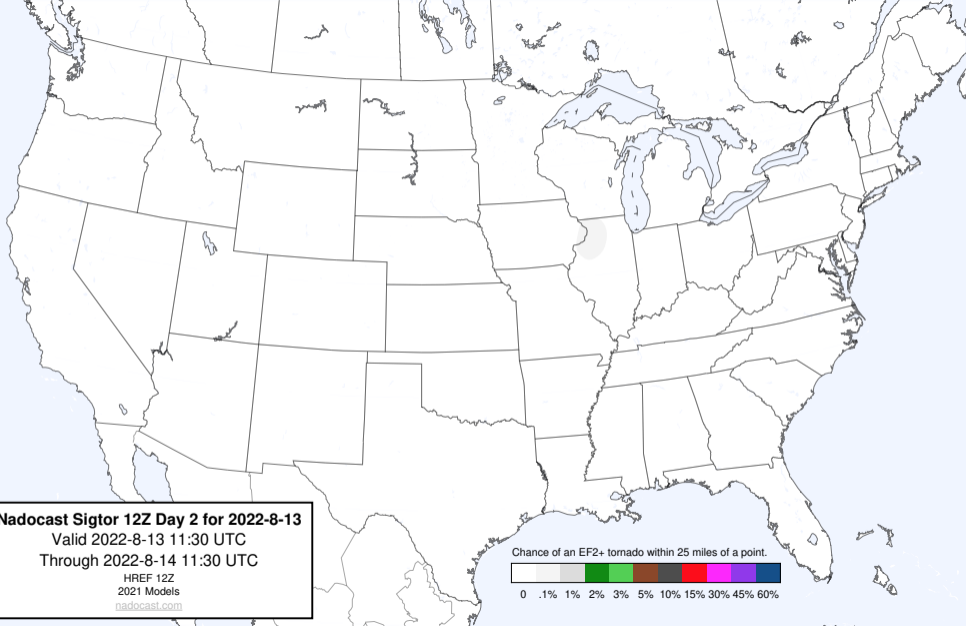 Nadocast Sigtor 12Z Day 2 for 2022-8-13
Valid 2022-8-13 11:30 UTC
Through 2022-8-14 11:30 UTC
HREF 12Z
2021 Models
nadocast.com
Chance of an EF2+ tornado within 25 miles of a point.
0 .1% 1% 2% 3% 5% 10% 15% 30% 45% 60%